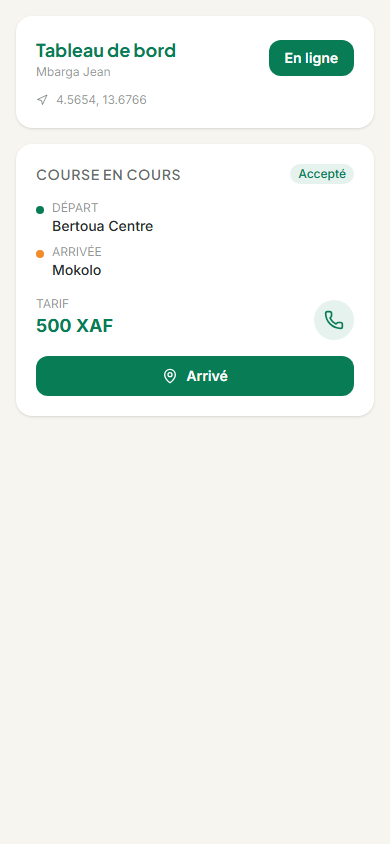 Tableau de bord
En ligne
Mbarga Jean
4.5654, 13.6766
COURSE EN COURS
Accepté
DÉPART
Bertoua Centre
ARRIVÉE
Mokolo
TARIF
500 XAF
Arrivé